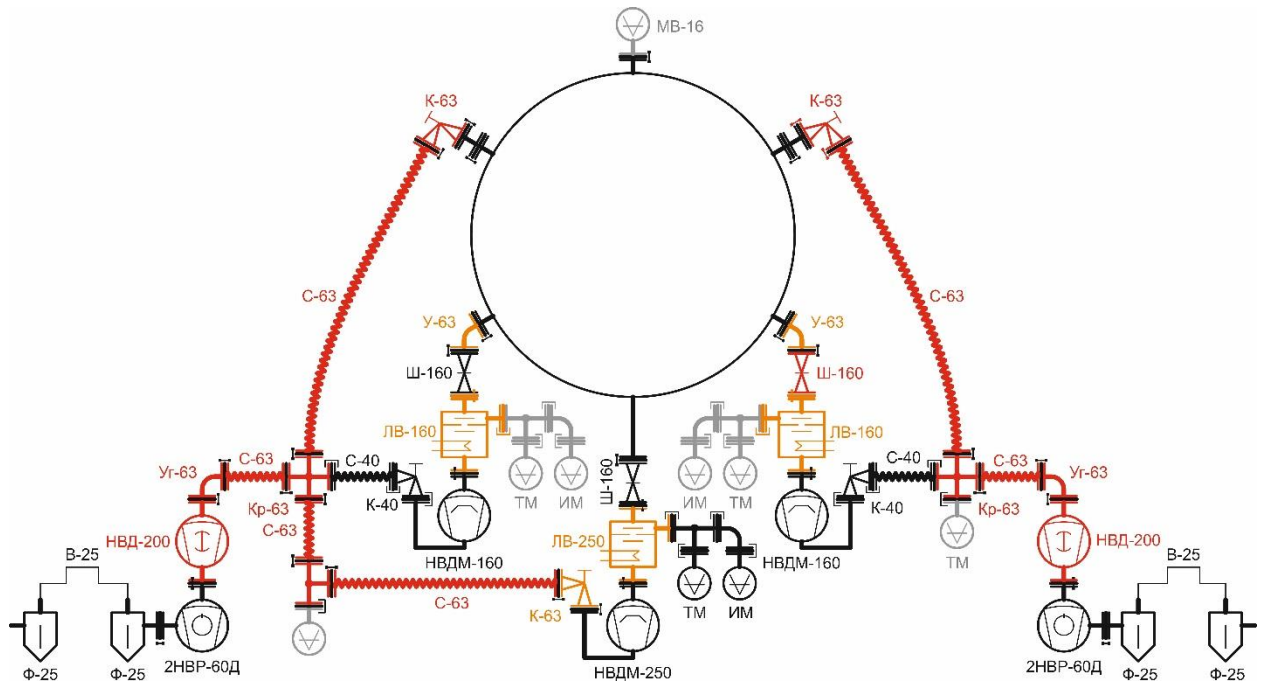 МВ-16
К-63
К-63
С-63
С-63
У-63
У-63
Ш-160
Ш-160
ЛВ-160
ЛВ-160
С-63
С-40
Ш-160
С-40
С-63
Уг-63
Уг-63
ТМ
ИМ
ИМ
ТМ
К-40
К-40
Кр-63
Кр-63
С-63
НВД-200
НВД-200
ЛВ-250
НВДМ-160
НВДМ-160
В-25
В-25
ТМ
С-63
К-63
ТМ
ИМ
Ф-25
Ф-25
2НВР-60Д
НВДМ-250
2НВР-60Д
Ф-25
Ф-25